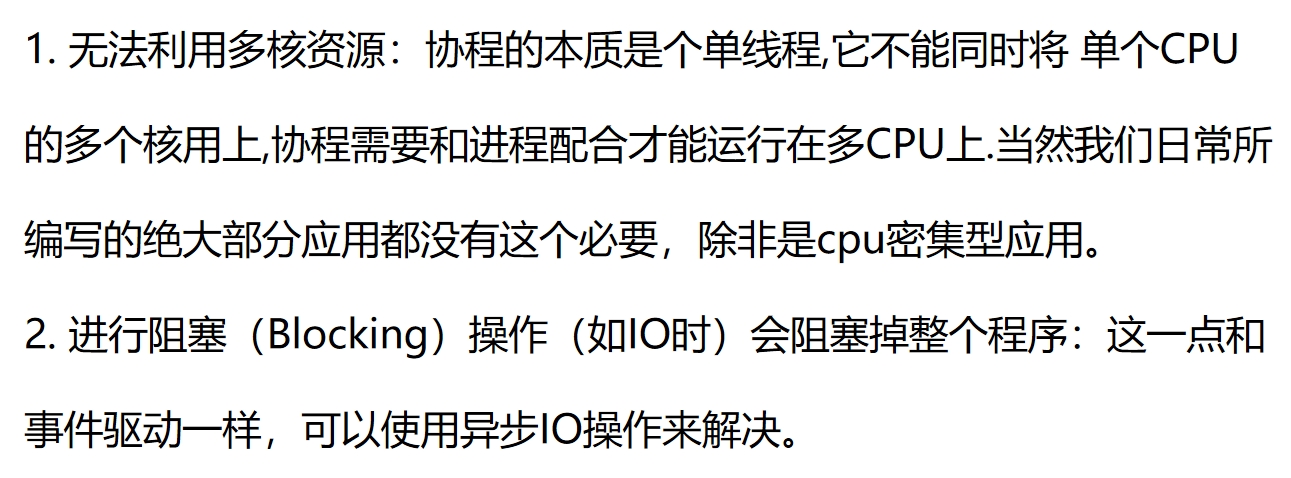 1. 无法利用多核资源：协程的本质是个单线程,它不能同时将 单个CPU
的多个核用上,协程需要和进程配合才能运行在多CPU上.当然我们日常所
编写的绝大部分应用都没有这个必要，除非是cpu密集型应用。
2. 进行阻塞（Blocking）操作（如IO时）会阻塞掉整个程序：这一点和
事件驱动一样，可以使用异步IO操作来解决。